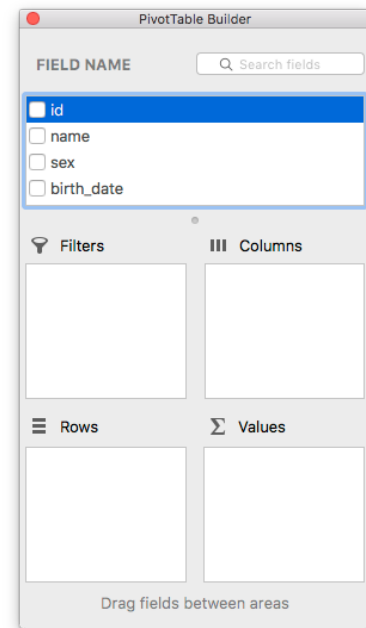 PivotTable Builder
FIELD NAME
Search fields
id
name
sex
birth_date
Filters
Columns
Rows
Values
Drag fields between areas